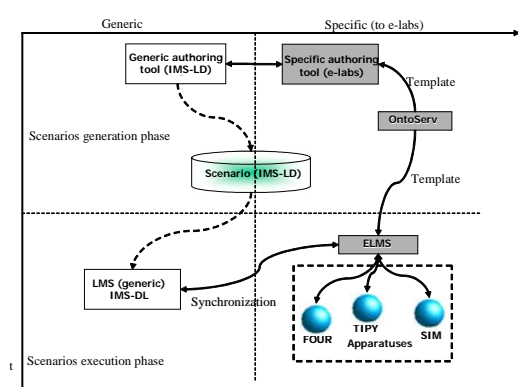 Generic
Specific (to e-labs)
Generic authoring
tool (IMS-LD)
Specific authoring
tool (e-labs)
Template
OntoServ
Scenarios generation phase
Scenario (IMS-LD)
Template
ELMS
LMS (generic)
IMS-DL
Synchronization
FOUR
TIPY
SIM
Apparatuses
Scenarios execution phase
t